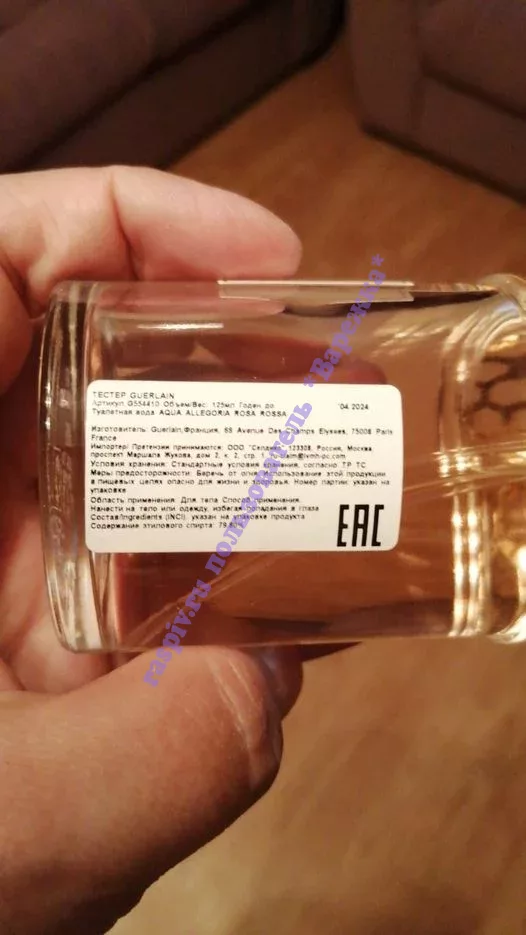 ТЕСТЕР GUERLAIN
Артикул G554410 Объем/Вес: 125мл Годен до '04.2024
Туалетная вода AQUA ALLEGORIA ROSA ROSSA
Изготовитель: Guerlain,Франция, 68 Avenue Des Champs Elysees, 75008 Paris
France
Импортер/ Претензии принимаются: ООО "Селдико", 123308, Россия, Москва,
проспект Маршала Жукова, дом 2, к. 2, стр. 1,
Условия хранения: Стандартные условия хранения, согласно ТР ТС
Меры предосторожности: Беречь от огня, использование этой продукции
в пищевых целях опасно для жизни и здоровья. Номер партии: указан на
упаковке
Область применения: Для тела Способ применения:
Нанести на тело или одежду, избегая попадания в глаза
Состав/Ingredients (INCI): указан на упаковке продукта
Содержание этилового спирта:
EAC
raspiv.ru пользователь *Варежка*